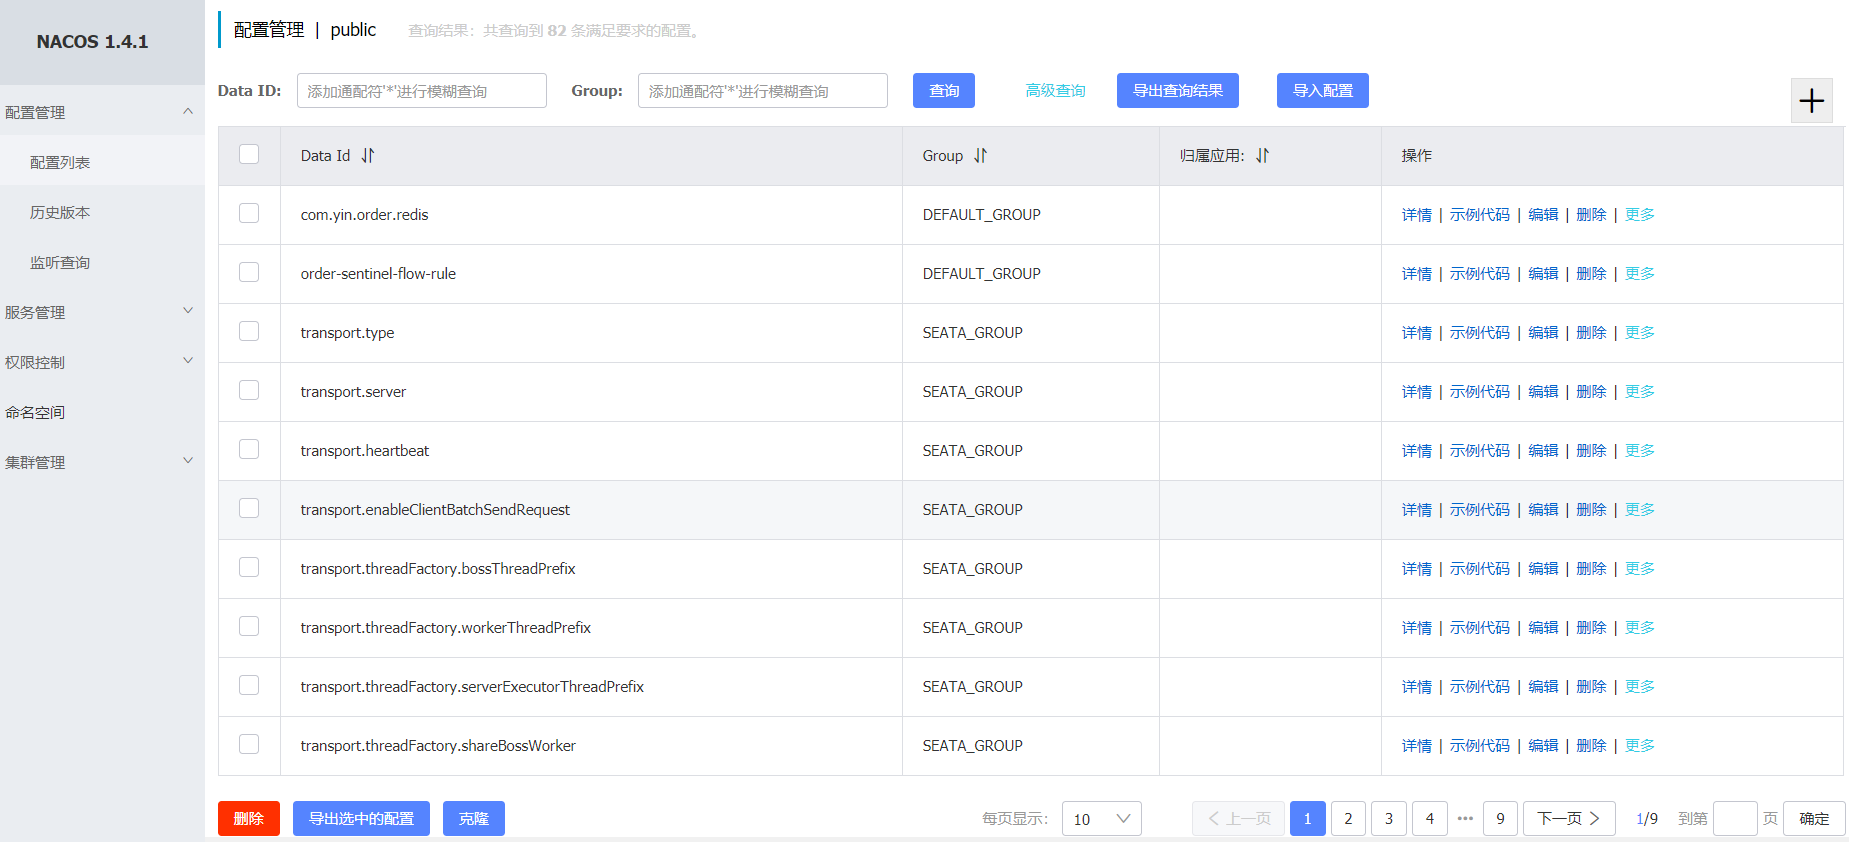 NACOS 1.4.1
配置管理
配置列表
历史版本
监听查询
服务管理
权限控制
命名空间
集群管理
配置管理 | public 查询结果：共查询到 82 条满足要求的配置。
Data ID: 添加通配符'*'进行模糊查询 Group: 添加通配符'*'进行模糊查询 查询 高级查询 导出查询结果 导入配置
Data Id Group 归属应用: 操作
com.yin.order.redis DEFAULT_GROUP 详情 | 示例代码 | 编辑 | 删除 | 更多
order-sentinel-flow-rule DEFAULT_GROUP 详情 | 示例代码 | 编辑 | 删除 | 更多
transport.type SEATA_GROUP 详情 | 示例代码 | 编辑 | 删除 | 更多
transport.server SEATA_GROUP 详情 | 示例代码 | 编辑 | 删除 | 更多
transport.heartbeat SEATA_GROUP 详情 | 示例代码 | 编辑 | 删除 | 更多
transport.enableClientBatchSendRequest SEATA_GROUP 详情 | 示例代码 | 编辑 | 删除 | 更多
transport.threadFactory.bossThreadPrefix SEATA_GROUP 详情 | 示例代码 | 编辑 | 删除 | 更多
transport.threadFactory.workerThreadPrefix SEATA_GROUP 详情 | 示例代码 | 编辑 | 删除 | 更多
transport.threadFactory.serverExecutorThreadPrefix SEATA_GROUP 详情 | 示例代码 | 编辑 | 删除 | 更多
transport.threadFactory.shareBossWorker SEATA_GROUP 详情 | 示例代码 | 编辑 | 删除 | 更多
删除 导出选中的配置 克隆 每页显示: 10 上一页 1 2 3 4 ••• 9 下一页 1/9 到第 页 确定